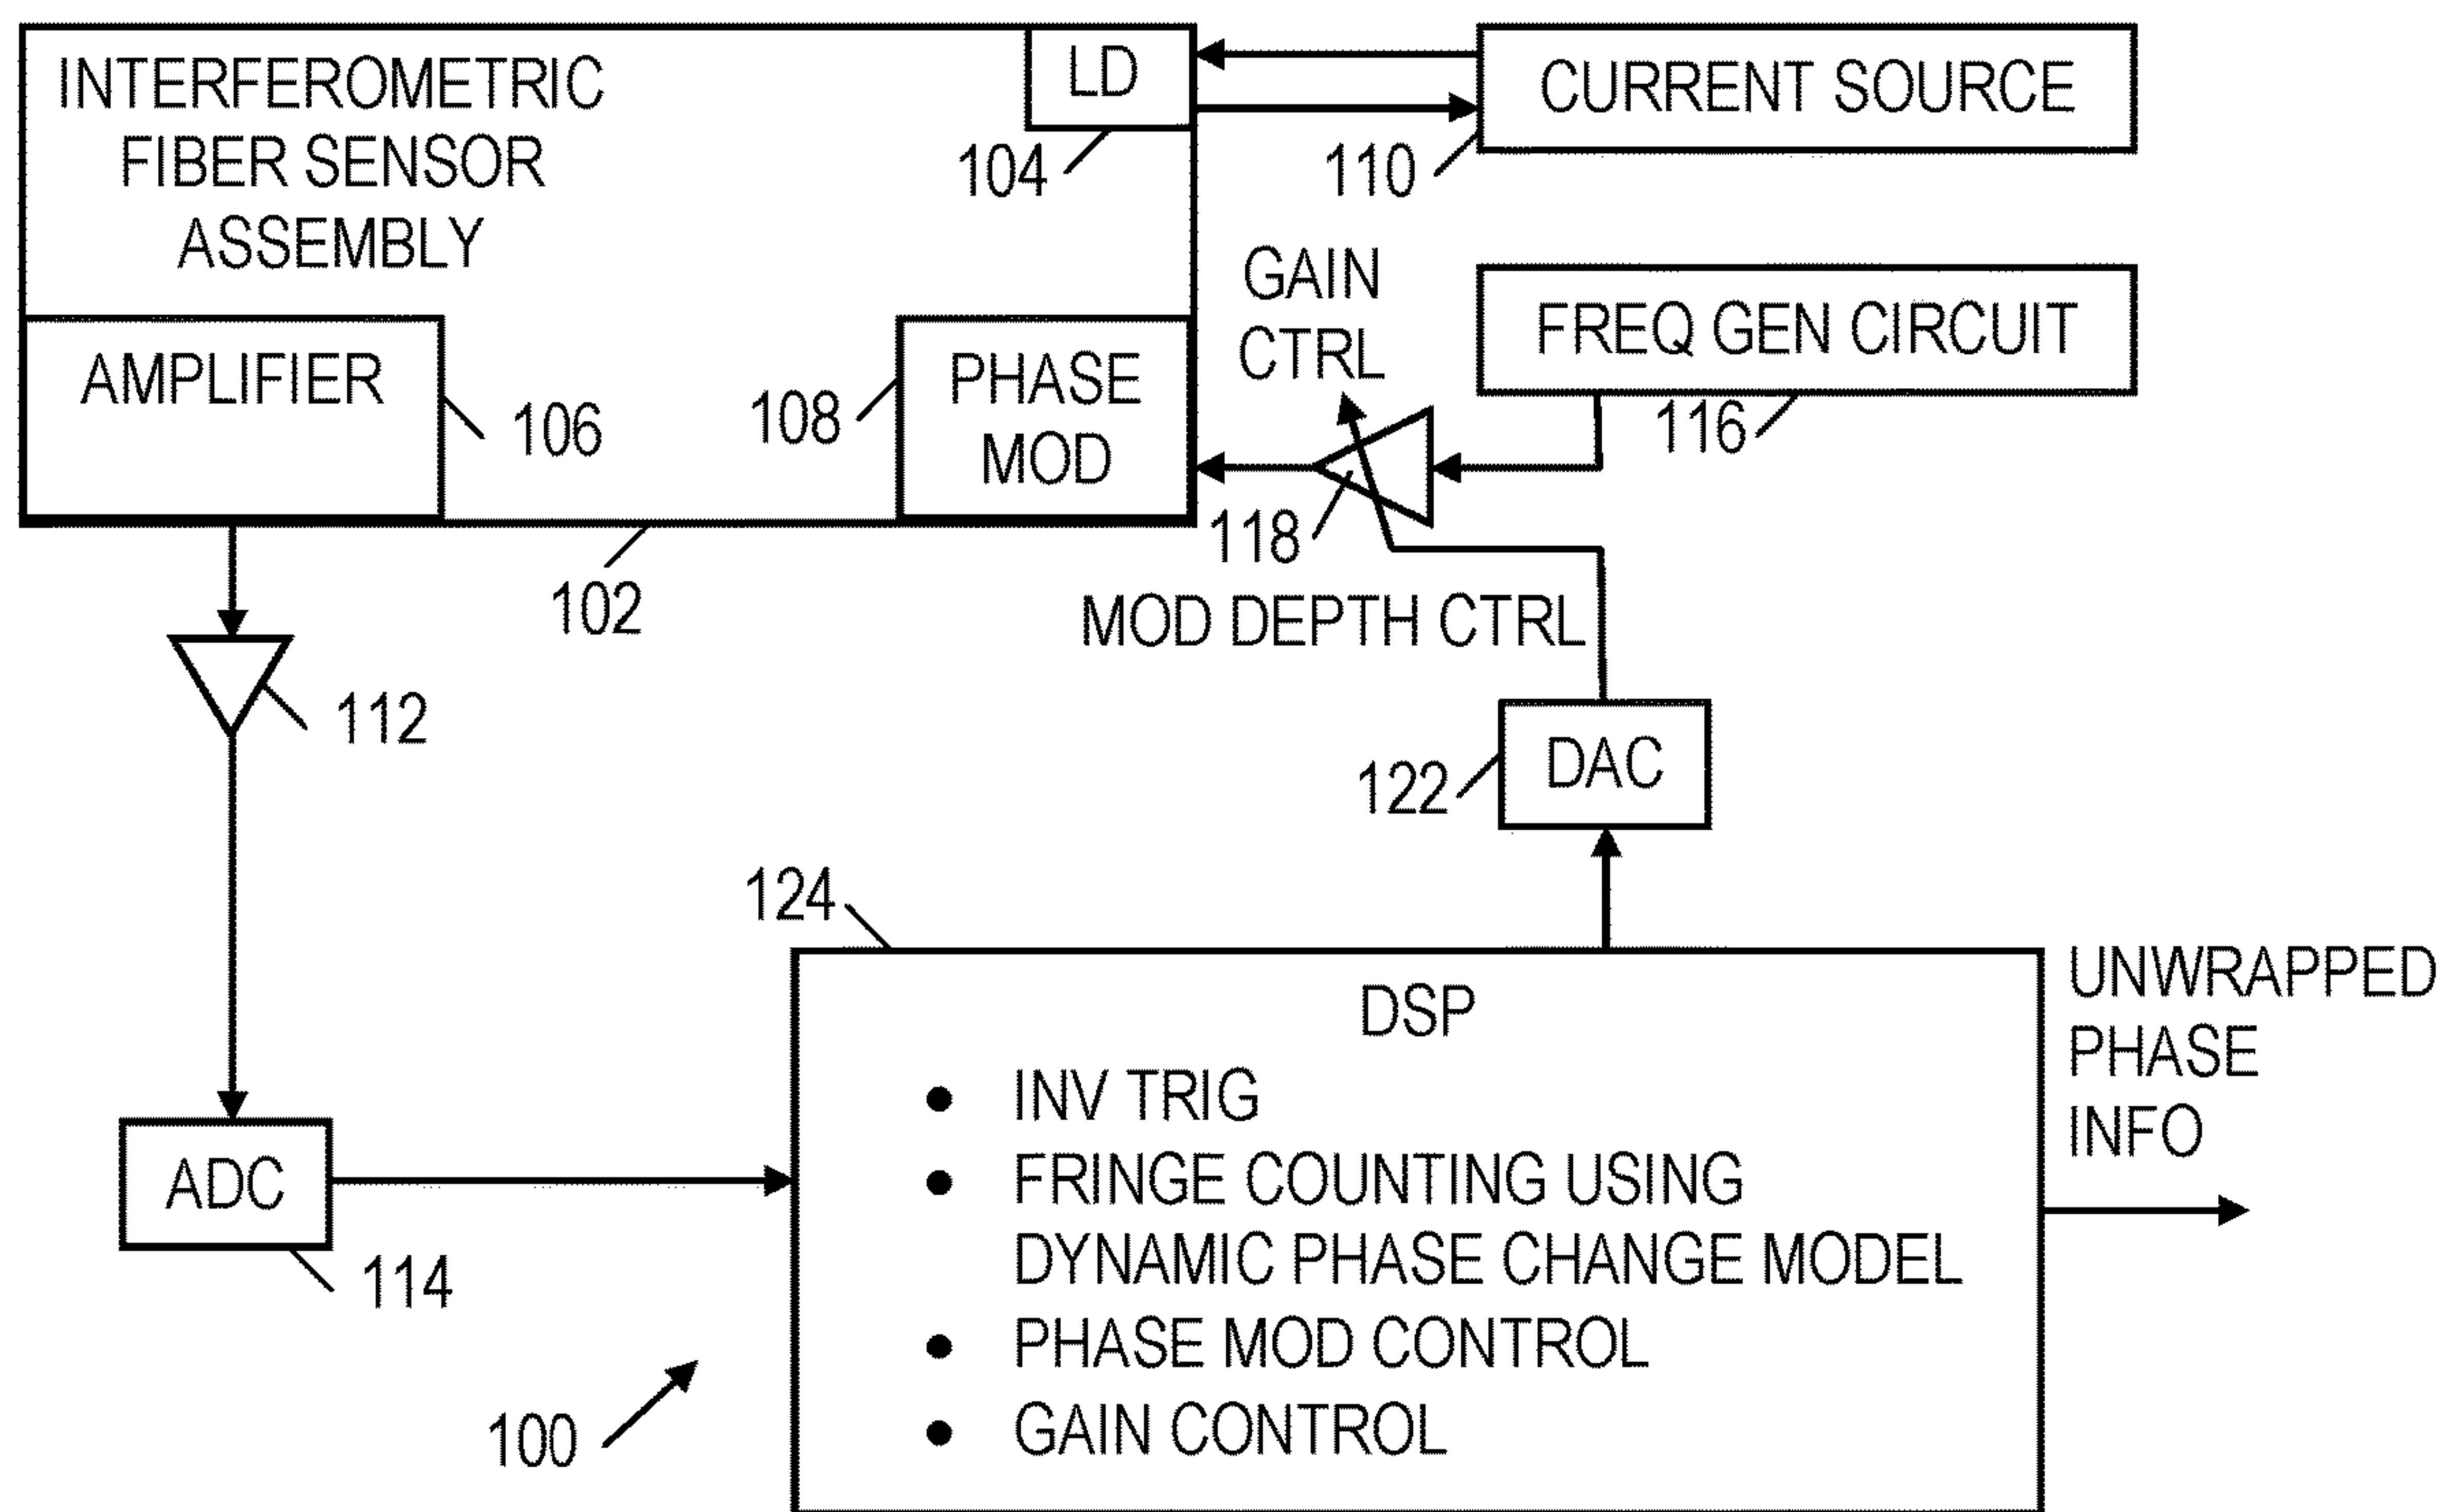 INTERFEROMETRIC
FIBER SENSOR
ASSEMBLY
LD
104
CURRENT SOURCE
110
AMPLIFIER
106
108
PHASE
MOD
GAIN
CTRL
FREQ GEN CIRCUIT
116
118
102
MOD DEPTH CTRL
112
DAC
122
124
ADC
114
DSP
• INV TRIG
• FRINGE COUNTING USING
DYNAMIC PHASE CHANGE MODEL
• PHASE MOD CONTROL
• GAIN CONTROL
UNWRAPPED
PHASE
INFO
100